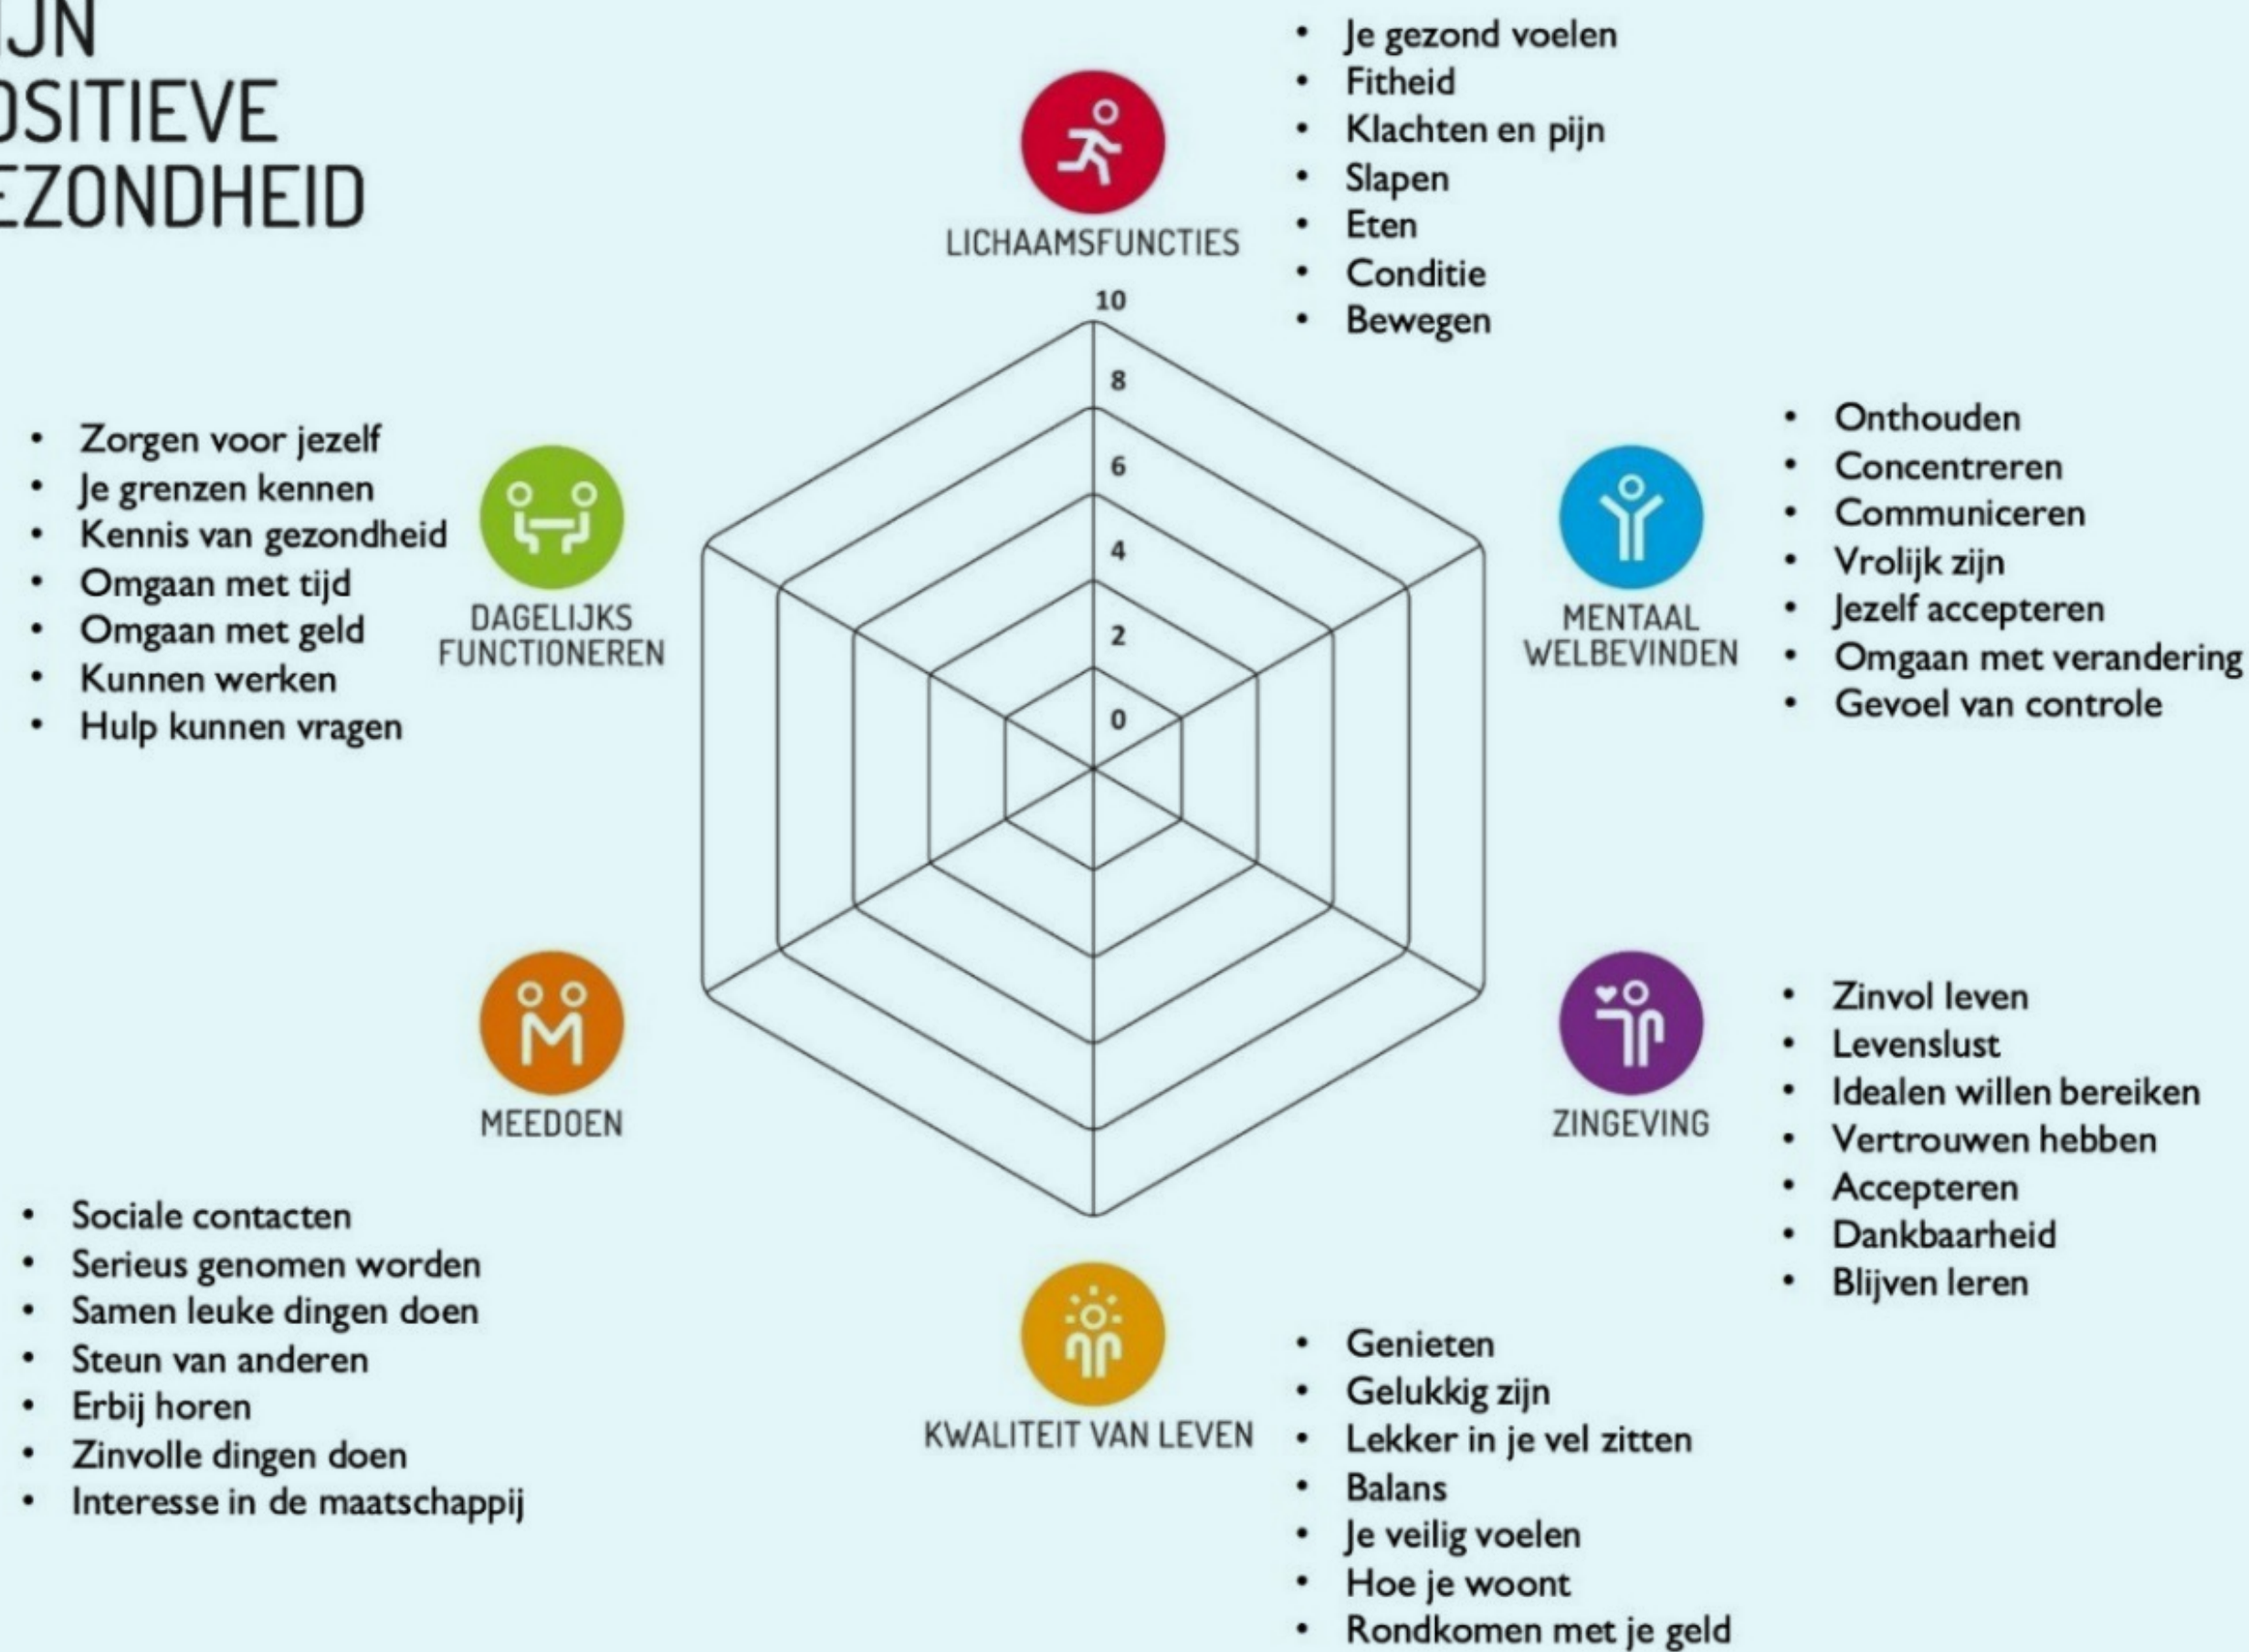 IJN
OSITIEVE
EZONDHEID
LICHAAMSFUNCTIES
• Je gezond voelen
• Fitheid
• Klachten en pijn
• Slapen
• Eten
• Conditie
• Bewegen
10
8
6
4
2
0
MENTAAL
WELBEVINDEN
• Onthouden
• Concentreren
• Communiceren
• Vrolijk zijn
• Jezelf accepteren
• Omgaan met verandering
• Gevoel van controle
ZINGEVING
• Zinvol leven
• Levenslust
• Idealen willen bereiken
• Vertrouwen hebben
• Accepteren
• Dankbaarheid
• Blijven leren
KWALITEIT VAN LEVEN
• Genieten
• Gelukkig zijn
• Lekker in je vel zitten
• Balans
• Je veilig voelen
• Hoe je woont
• Rondkomen met je geld
MEEDOEN
• Sociale contacten
• Serieus genomen worden
• Samen leuke dingen doen
• Steun van anderen
• Erbij horen
• Zinvolle dingen doen
• Interesse in de maatschappij
DAGELIJKS
FUNCTIONEREN
• Zorgen voor jezelf
• Je grenzen kennen
• Kennis van gezondheid
• Omgaan met tijd
• Omgaan met geld
• Kunnen werken
• Hulp kunnen vragen